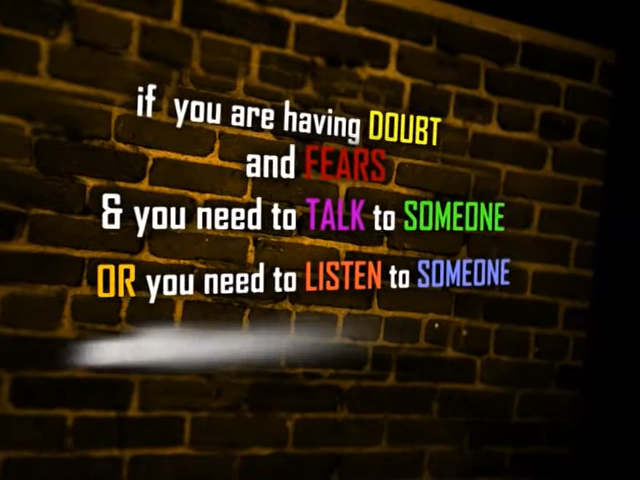 if you are having DOUBT
and FEARS
& you need to TALK to SOMEONE
OR you need to LISTEN to SOMEONE